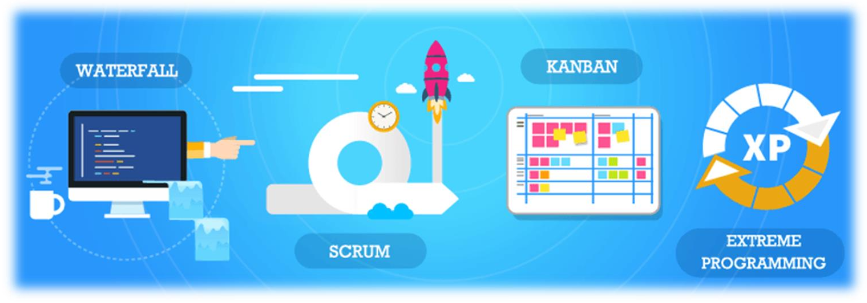 WATERFALL
SCRUM
KANBAN
XP
EXTREME
PROGRAMMING